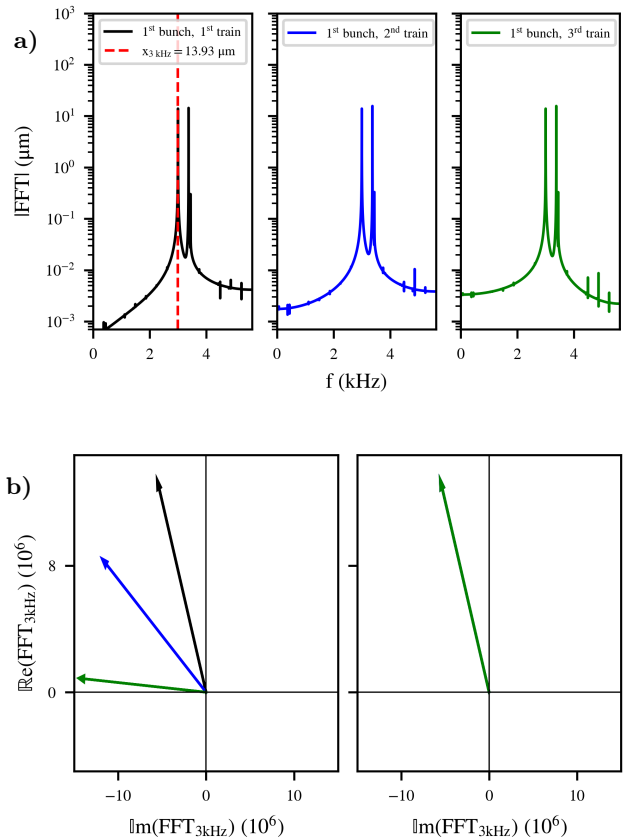 a)
|FFT| (μm)
10³
10²
10¹
10⁰
10⁻¹
10⁻²
10⁻³
1ˢᵗ bunch, 1ˢᵗ train
x₃ ₖHz = 13.93 μm
1ˢᵗ bunch, 2ⁿᵈ train
1ˢᵗ bunch, 3ʳᵈ train
0 2 4
0 2 4
0 2 4
f (kHz)
b)
ℝe(FFT₃ₖHz) (10⁶)
8
0
−10 0 10
−10 0 10
𝕀m(FFT₃ₖHz) (10⁶)
𝕀m(FFT₃ₖHz) (10⁶)